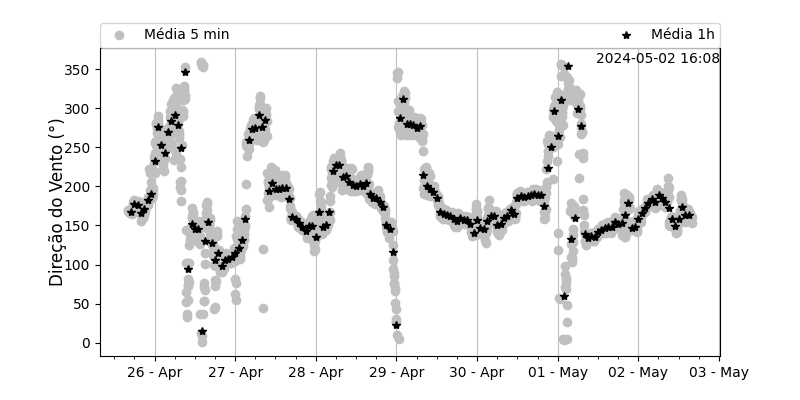 Média 5 min
Média 1h
2024-05-02 16:08
Direção do Vento (°)
350
300
250
200
150
100
50
0
26 - Apr
27 - Apr
28 - Apr
29 - Apr
30 - Apr
01 - May
02 - May
03 - May